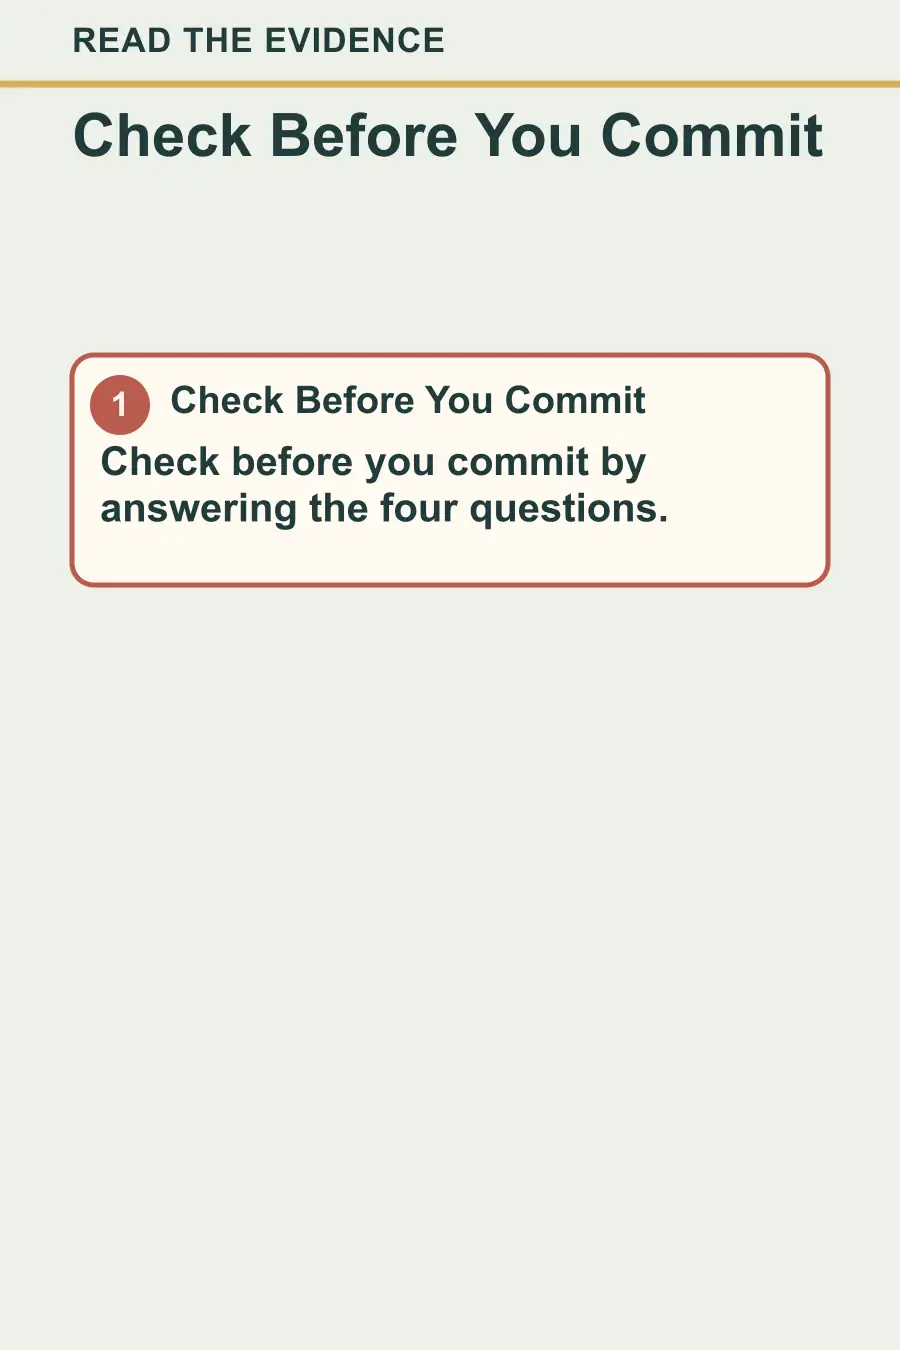 READ THE EVIDENCE
Check Before You Commit
1 Check Before You Commit
Check before you commit by
answering the four questions.